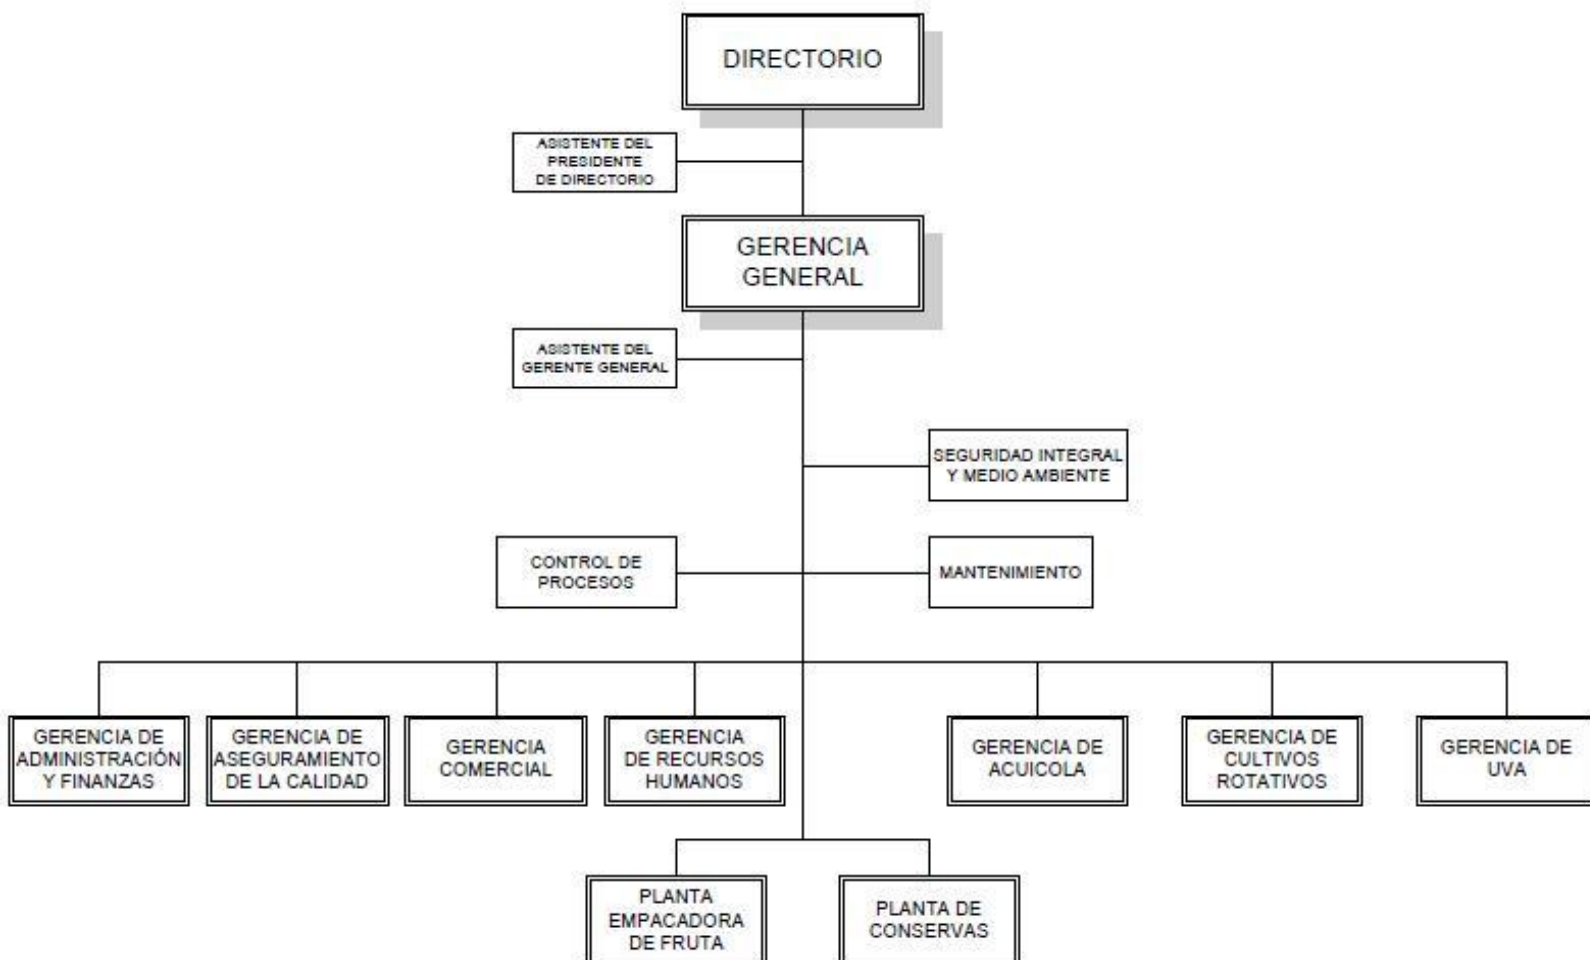 DIRECTORIO
ASISTENTE DEL
PRESIDENTE
DE DIRECTORIO
GERENCIA
GENERAL
ASISTENTE DEL
GERENTE GENERAL
SEGURIDAD INTEGRAL
Y MEDIO AMBIENTE
CONTROL DE
PROCESOS
MANTENIMIENTO
GERENCIA DE
ADMINISTRACIÓN
Y FINANZAS
GERENCIA DE
ASEGURAMIENTO
DE LA CALIDAD
GERENCIA
COMERCIAL
GERENCIA
DE RECURSOS
HUMANOS
GERENCIA DE
ACUICOLA
GERENCIA DE
CULTIVOS
ROTATIVOS
GERENCIA DE
UVA
PLANTA
EMPACADORA
DE FRUTA
PLANTA DE
CONSERVAS